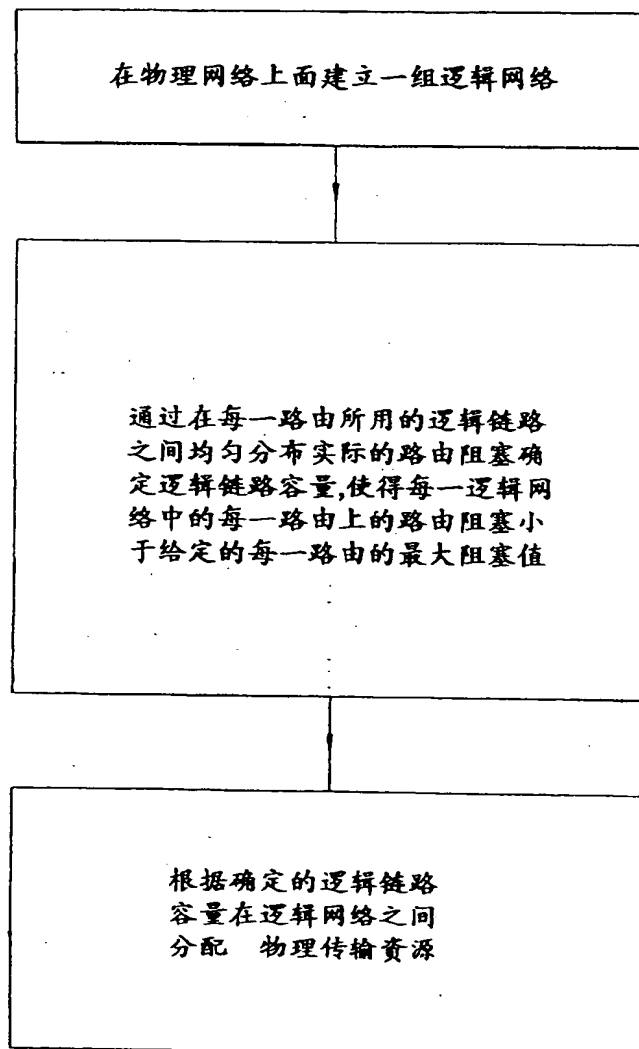 在物理网络上面建立一组逻辑网络
通过在每一路由所用的逻辑链路
之间均匀分布实际的路由阻塞确
定逻辑链路容量,使得每一逻辑网
络中的每一路由上的路由阻塞小
于给定的每一路由的最大阻塞值
根据确定的逻辑链路
容量在逻辑网络之间
分配 物理传输资源